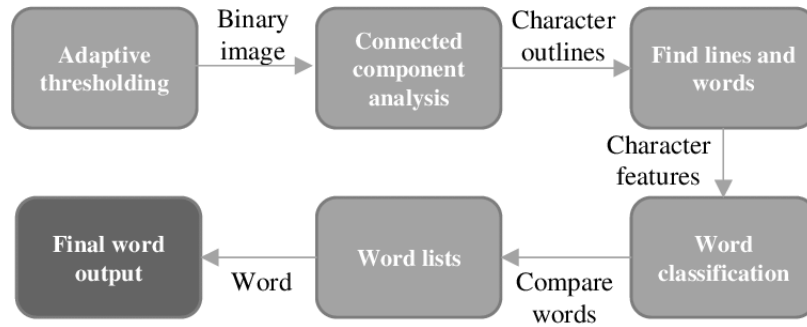 Adaptive
thresholding
Binary
image
Connected
component
analysis
Character
outlines
Find lines and
words
Character
features
Word
classification
Compare
words
Word lists
Word
Final word
output